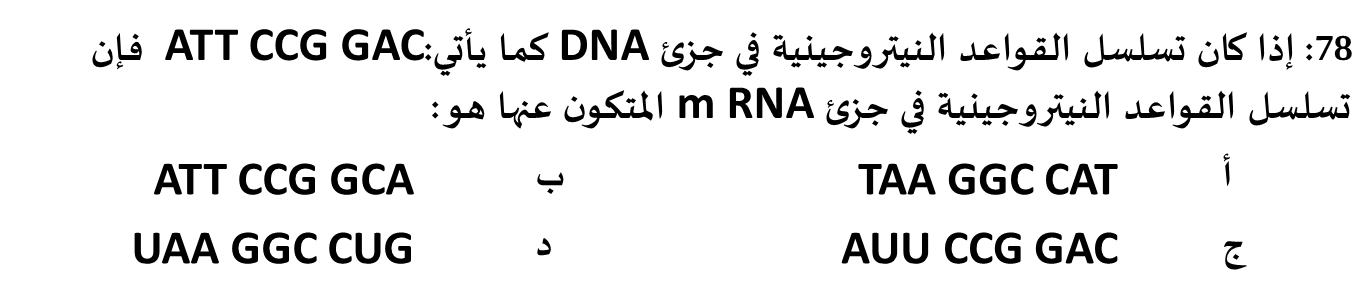 78: إذا كان تسلسل القواعد النيتروجينية في جزئ DNA كما يأتي:ATT CCG GAC فإن
تسلسل القواعد النيتروجينية في جزئ m RNA المتكون عنها هو:
أ TAA GGC CAT ب ATT CCG GCA
ج AUU CCG GAC د UAA GGC CUG